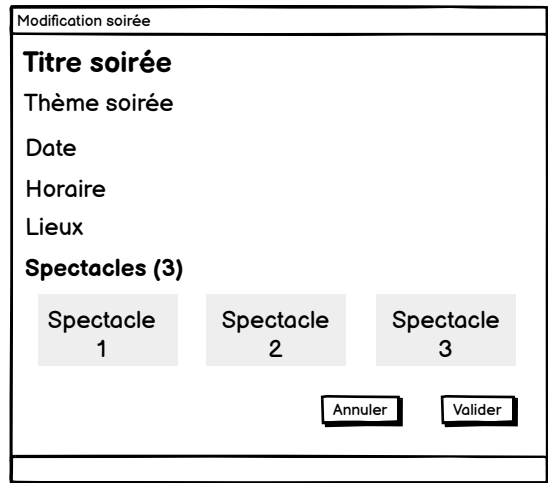 Modification soirée
Titre soirée
Thème soirée
Date
Horaire
Lieux
Spectacles (3)
Spectacle
1
Spectacle
2
Spectacle
3
Annuler
Valider